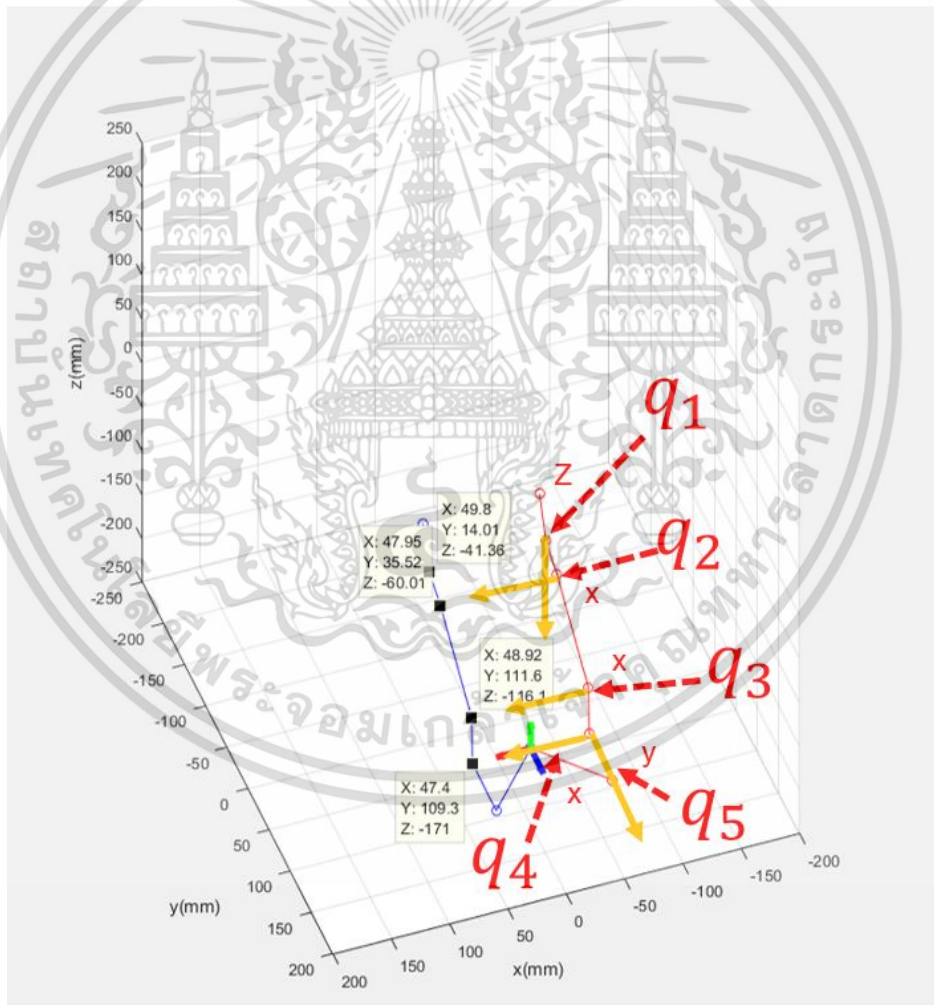 250
200
150
100
50
0
-50
-100
-150
-200
-250
z(mm)
-250
-200
-150
-100
-50
0
50
100
150
200
y(mm)
200
150
100
50
0
-50
-100
-150
-200
x(mm)
X: 49.8
Y: 14.01
Z: -41.36
X: 47.95
Y: 35.52
Z: -60.01
X: 48.92
Y: 111.6
Z: -116.1
X: 47.4
Y: 109.3
Z: -171
Z
q1
q2
x
x
q3
y
x
q5
q4